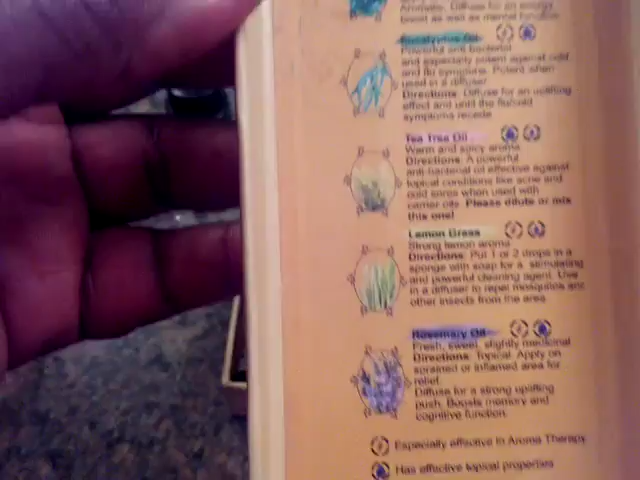 Aromatic. Diffuse for an energy
boost as well as mental function.
Eucalyptus Oil
Powerful anti bacterial
and especially potent against cold
and flu symptoms. Potent when
used in a diffuser
Directions: Diffuse for an uplifting
effect and until the flu/cold
symptoms recede
Tea Tree Oil
Warm and spicy aroma
Directions: A powerful
anti bacterial oil effective against
topical conditions like acne and
cold sores when used with
carrier oils. Please dilute or mix
this one!
Lemon Grass
Strong lemon aroma
Directions: Put 1 or 2 drops in a
sponge with soap for a stimulating
and powerful cleaning agent. Use
in a diffuser to repel mosquitos and
other insects from the area
Rosemary Oil
Fresh, sweet, slightly medicinal
Directions: Topical: Apply on
sprained or inflamed area for
relief.
Diffuse for a strong uplifting
push. Boosts memory and
cognitive function.
Especially effective in Aroma Therapy
Has effective topical properties